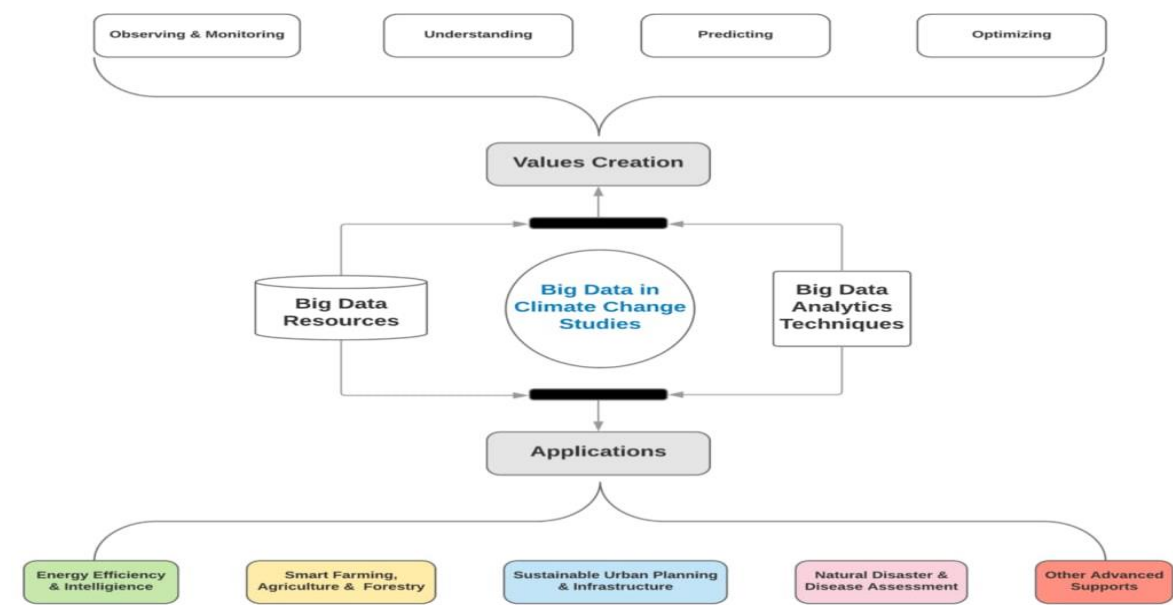 Observing & Monitoring
Understanding
Predicting
Optimizing
Values Creation
Big Data
Resources
Big Data in
Climate Change
Studies
Big Data
Analytics
Techniques
Applications
Energy Efficiency
& Intelligience
Smart Farming,
Agriculture & Forestry
Sustainable Urban Planning
& Infrastructure
Natural Disaster &
Disease Assessment
Other Advanced
Supports